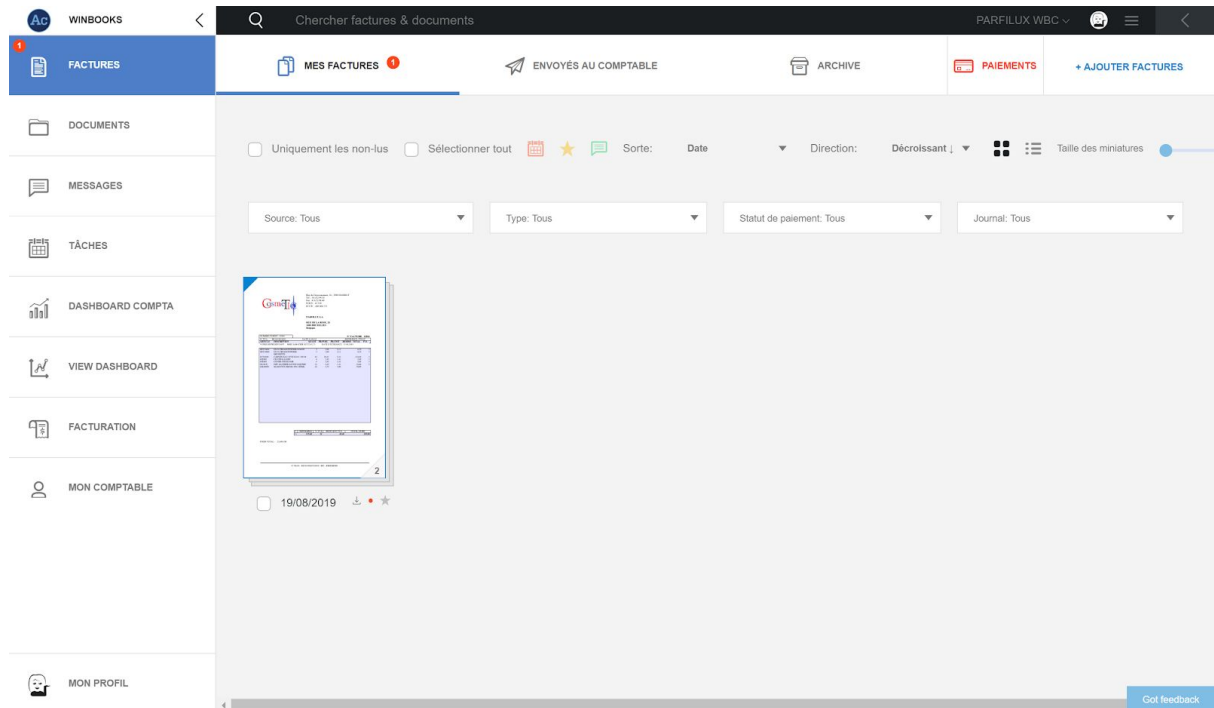 Ac WINBOOKS
Chercher factures & documents
PARFILUX WBC
1
FACTURES
MES FACTURES 1
ENVOYÉS AU COMPTABLE
ARCHIVE
PAIEMENTS
+ AJOUTER FACTURES
DOCUMENTS
MESSAGES
TÂCHES
DASHBOARD COMPTA
VIEW DASHBOARD
FACTURATION
MON COMPTABLE
MON PROFIL
Uniquement les non-lus
Sélectionner tout
Sorte:
Date
Direction:
Décroissant ↓
Taille des miniatures
Source: Tous
Type: Tous
Statut de paiement: Tous
Journal: Tous
2
19/08/2019
Got feedback